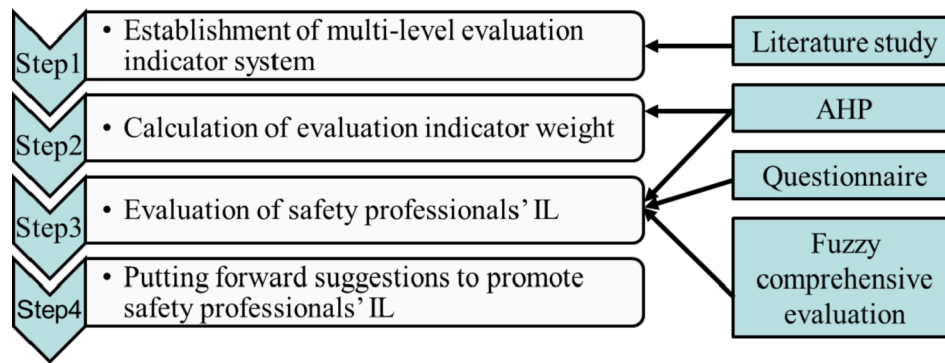 Step1
• Establishment of multi-level evaluation
indicator system
Literature study
Step2
• Calculation of evaluation indicator weight
AHP
Step3
• Evaluation of safety professionals’ IL
Questionnaire
Step4
• Putting forward suggestions to promote
safety professionals’ IL
Fuzzy
comprehensive
evaluation